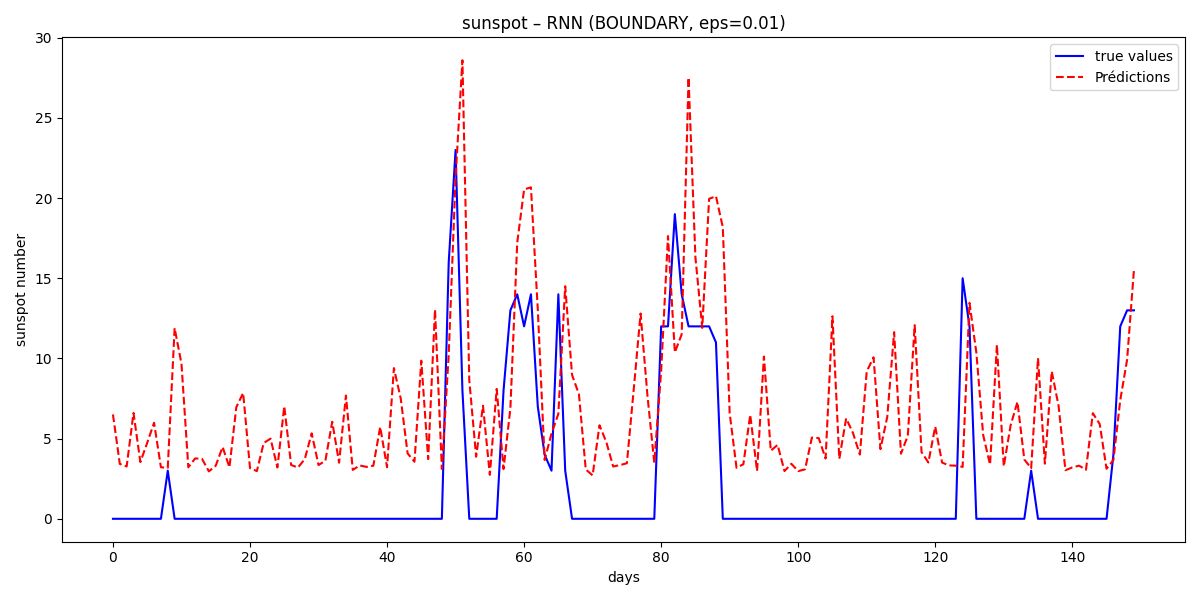 sunspot – RNN (BOUNDARY, eps=0.01)
true values
Prédictions
sunspot number
30
25
20
15
10
5
0
0 20 40 60 80 100 120 140
days